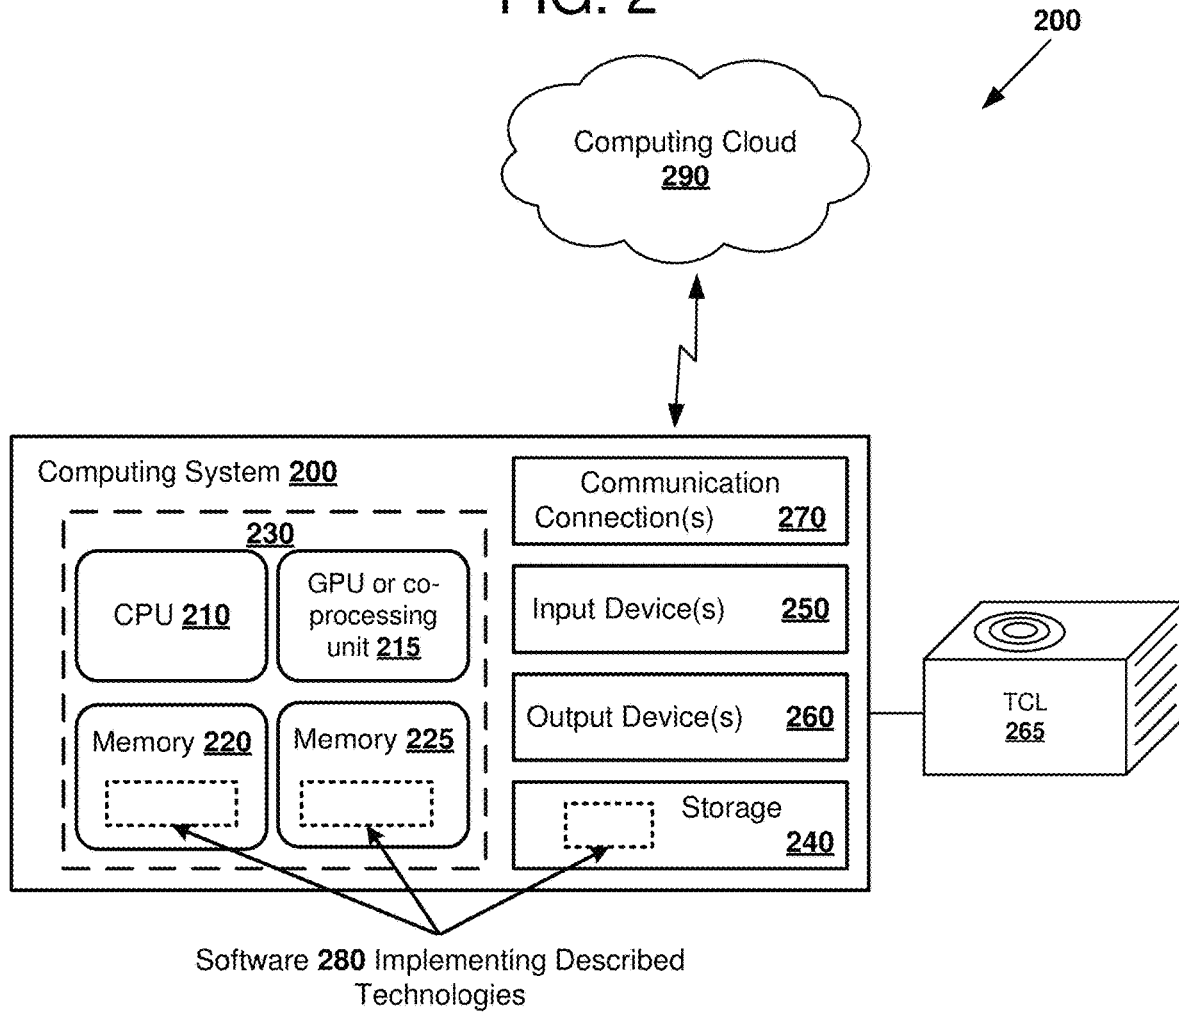 FIG. 2
200
Computing Cloud
290
Computing System 200
230
CPU 210
GPU or co-
processing
unit 215
Memory 220
Memory 225
Communication
Connection(s) 270
Input Device(s) 250
Output Device(s) 260
Storage
240
TCL
265
Software 280 Implementing Described
Technologies